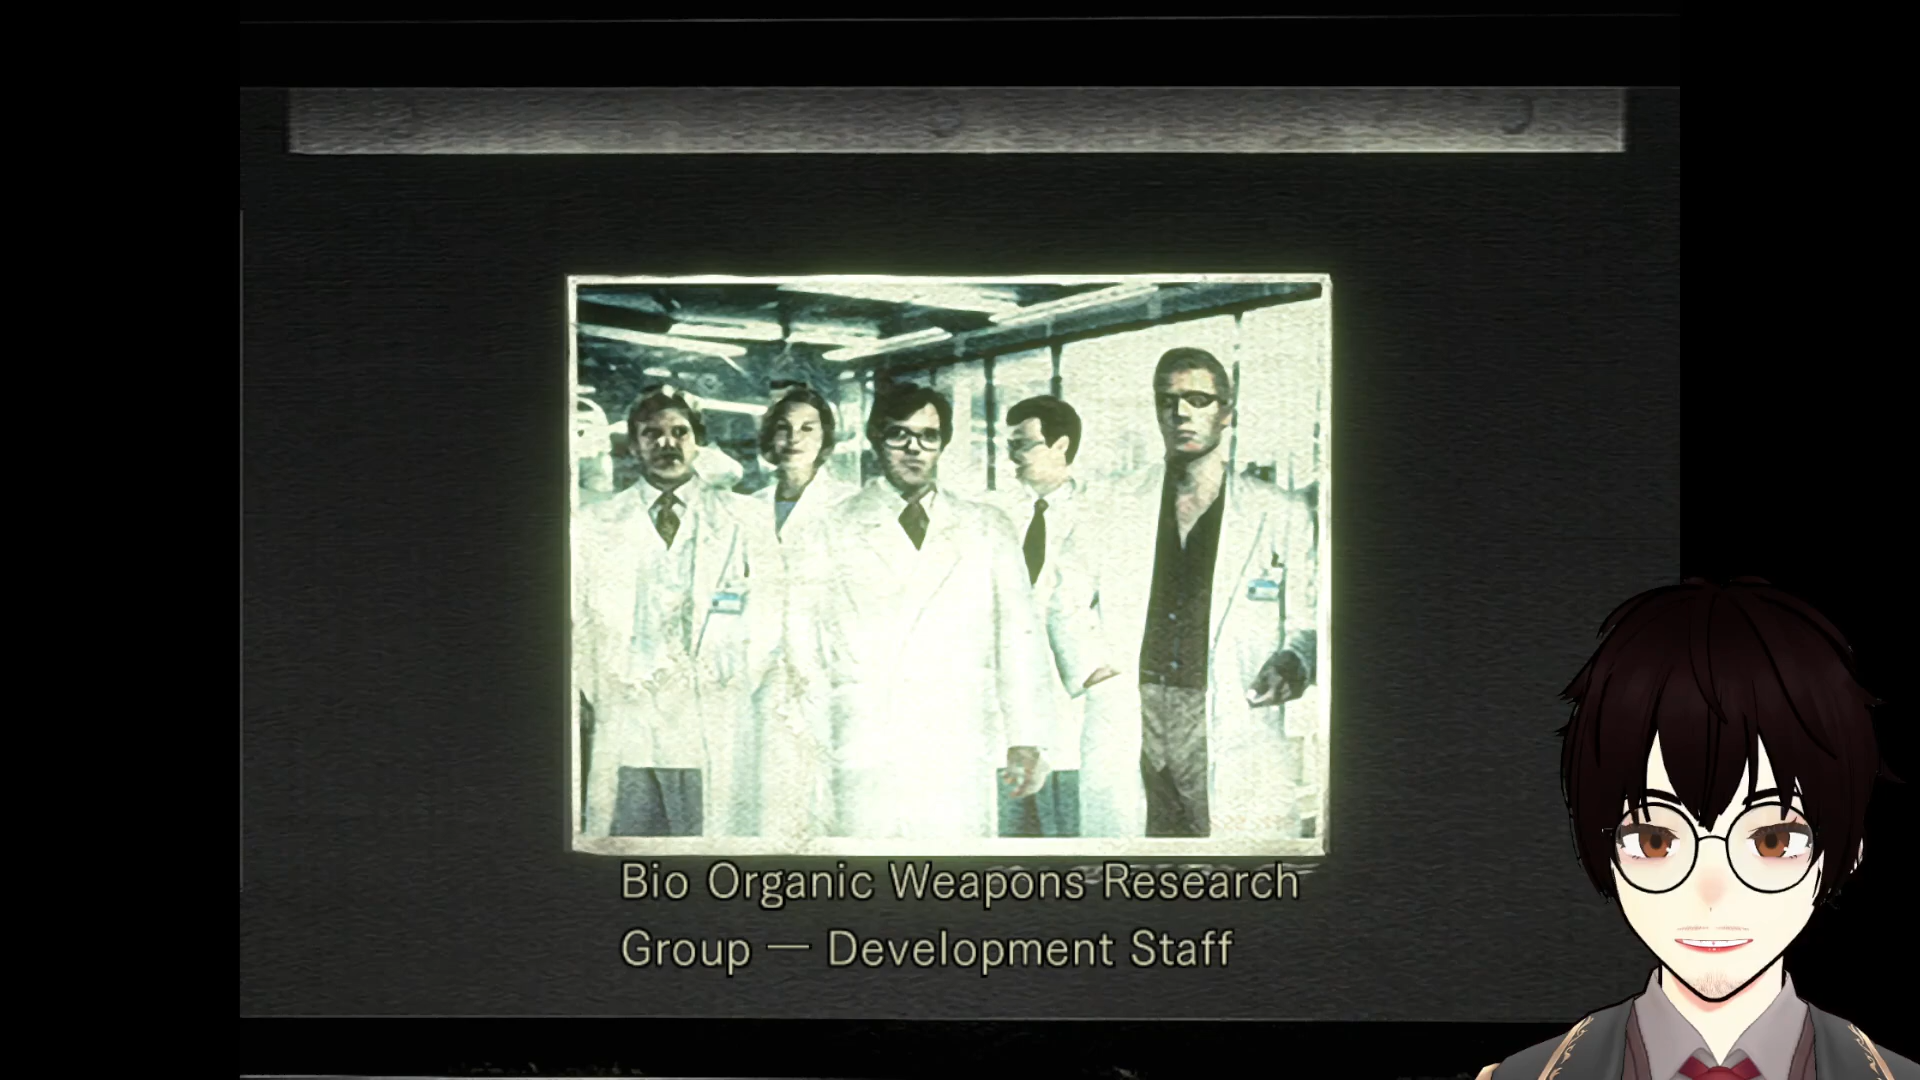 Bio Organic Weapons Research
Group — Development Staff